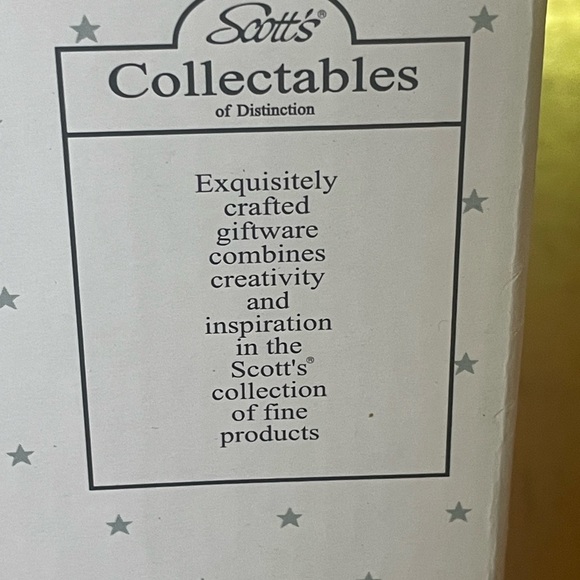 Scott's®
Collectables
of Distinction
Exquisitely
crafted
giftware
combines
creativity
and
inspiration
in the
Scott's®
collection
of fine
products